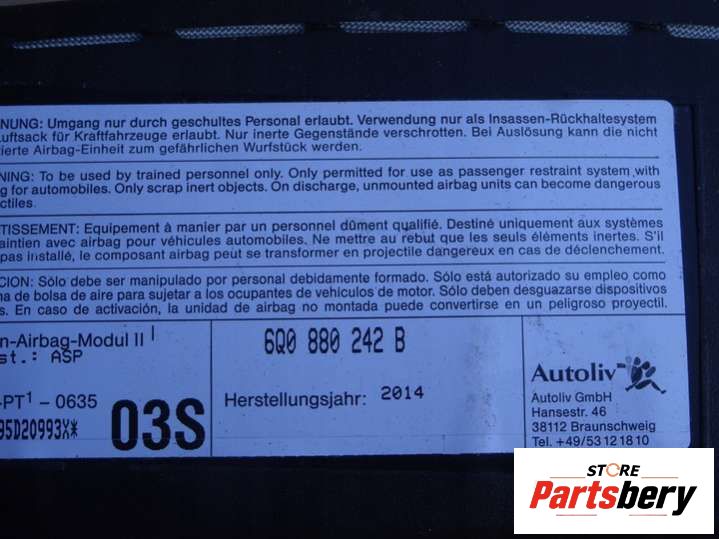 NUNG: Umgang nur durch geschultes Personal erlaubt. Verwendung nur als Insassen-Rückhaltesystem
uftsack für Kraftfahrzeuge erlaubt. Nur inerte Gegenstände verschrotten. Bei Auslösung kann die nicht
ierte Airbag-Einheit zum gefährlichen Wurfstück werden.
NING: To be used by trained personnel only. Only permitted for use as passenger restraint system with
g for automobiles. Only scrap inert objects. On discharge, unmounted airbag units can become dangerous
ctiles.
TISSEMENT: Equipement à manier par un personnel dûment qualifié. Destiné uniquement aux systèmes
aintien avec airbag pour véhicules automobiles. Ne mettre au rebut que les seuls éléments inertes. S'il
pas installé, le composant airbag peut se transformer en projectile dangereux en cas de déclenchement.
CION: Sólo debe ser manipulado por personal debidamente formado. Sólo está autorizado su empleo como
na de bolsa de aire para sujetar a los ocupantes de vehículos de motor. Sólo deben desguazarse dispositivos
s. En caso de activación, la unidad de airbag no montada puede convertirse en un peligroso proyectil.
n-Airbag-Modul II
st.: ASP
6Q0 880 242 B
-PT1 - 0635
95D20993X*
03S
Herstellungsjahr: 2014
Autoliv™
Autoliv GmbH
Hansestr. 46
38112 Braunschweig
Tel. +49/53 12 18 10
STORE
Partsbery